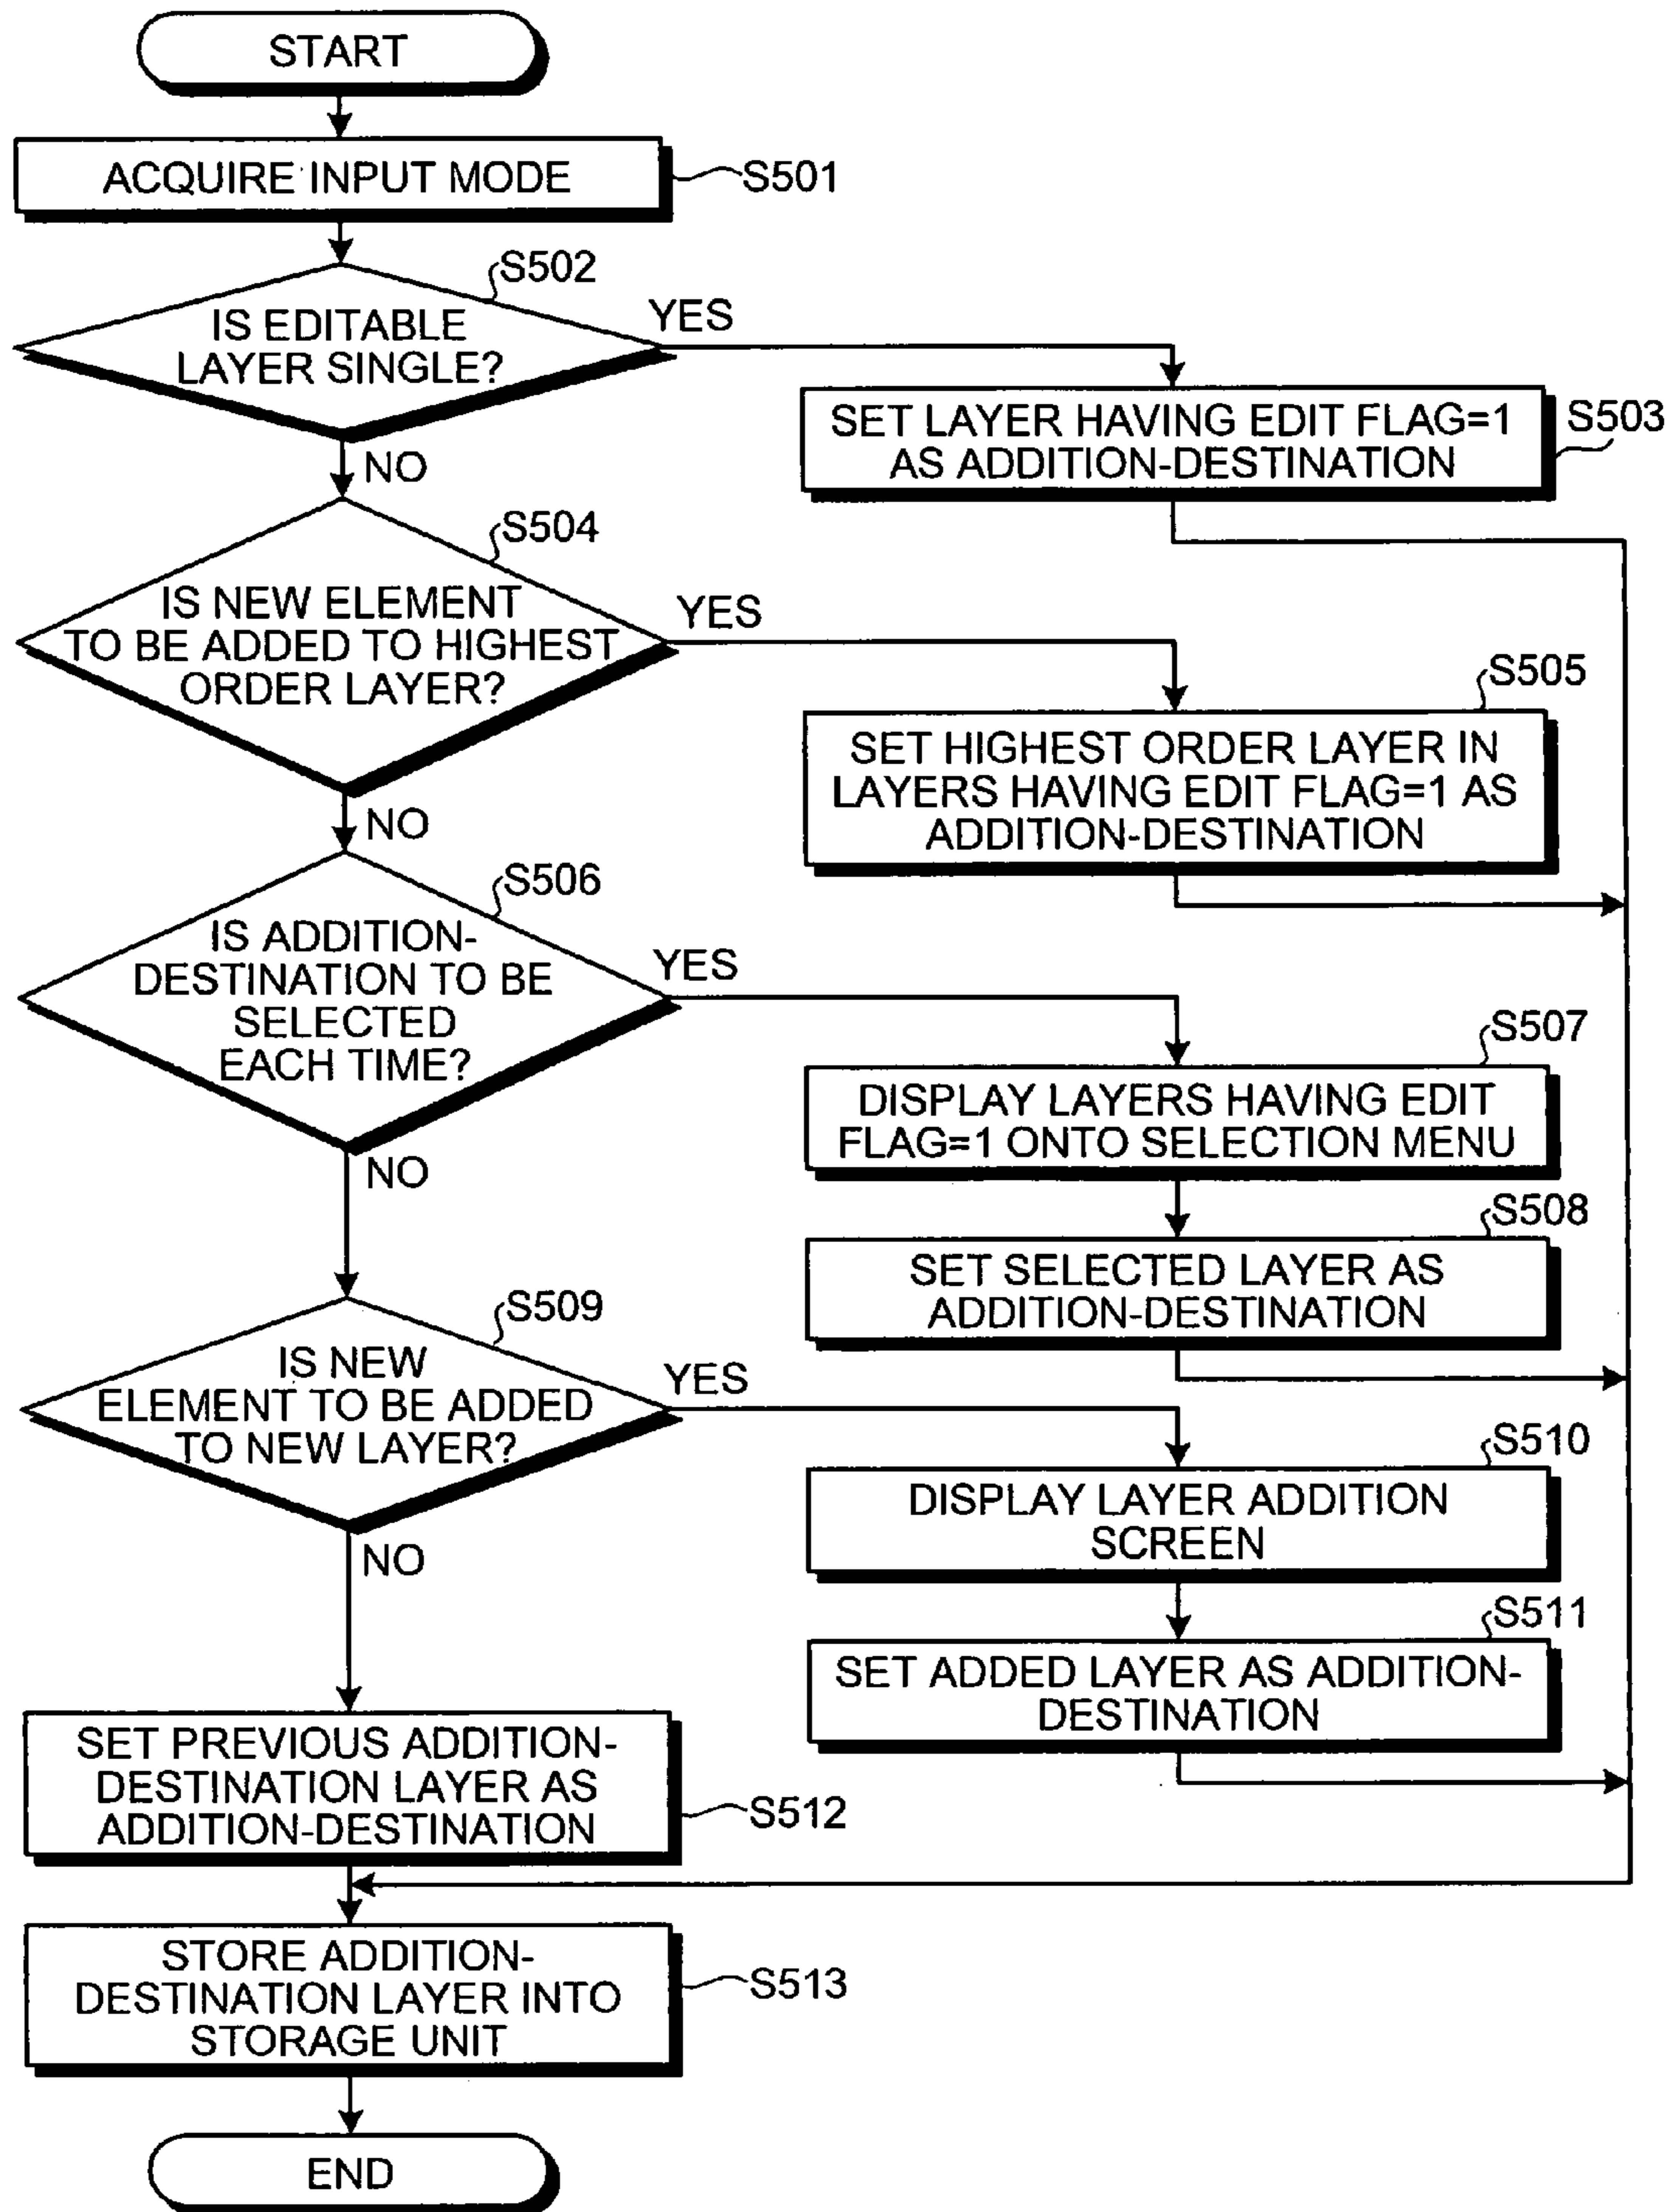 START
ACQUIRE INPUT MODE
S501
S502
IS EDITABLE
LAYER SINGLE?
YES
NO
SET LAYER HAVING EDIT FLAG=1
AS ADDITION-DESTINATION
S503
S504
IS NEW ELEMENT
TO BE ADDED TO HIGHEST
ORDER LAYER?
YES
NO
S505
SET HIGHEST ORDER LAYER IN
LAYERS HAVING EDIT FLAG=1 AS
ADDITION-DESTINATION
S506
IS ADDITION-
DESTINATION TO BE
SELECTED
EACH TIME?
YES
NO
S507
DISPLAY LAYERS HAVING EDIT
FLAG=1 ONTO SELECTION MENU
S508
SET SELECTED LAYER AS
ADDITION-DESTINATION
S509
IS NEW
ELEMENT TO BE ADDED
TO NEW LAYER?
YES
NO
S510
DISPLAY LAYER ADDITION
SCREEN
S511
SET ADDED LAYER AS ADDITION-
DESTINATION
SET PREVIOUS ADDITION-
DESTINATION LAYER AS
ADDITION-DESTINATION
S512
STORE ADDITION-
DESTINATION LAYER INTO
STORAGE UNIT
S513
END